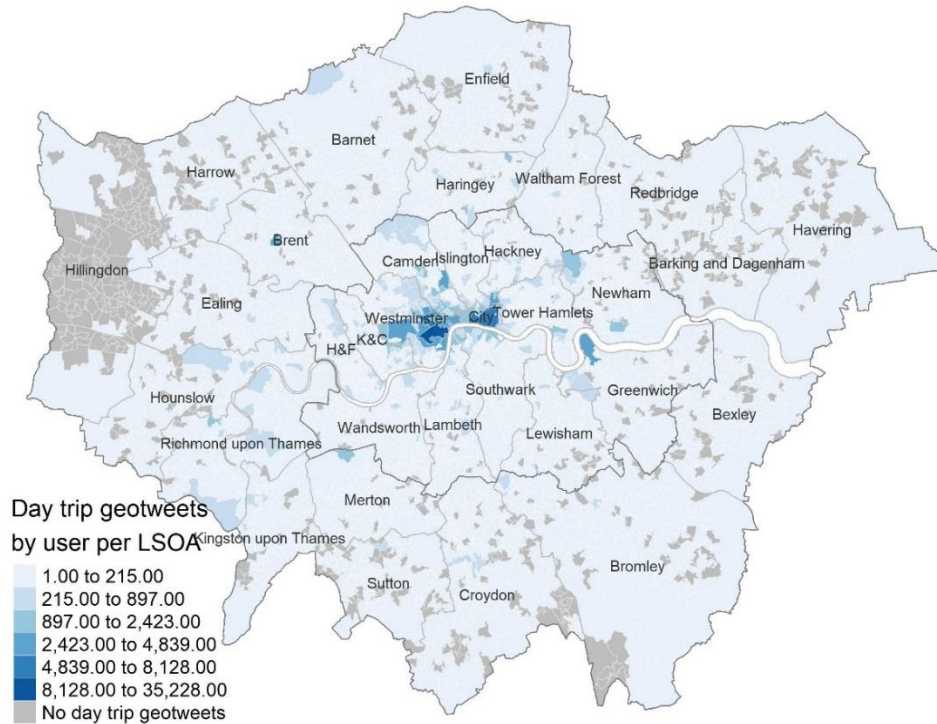 Enfield
Barnet
Harrow
Haringey
Waltham Forest
Redbridge
Havering
Brent
Hackney
Islington
Camden
Barking and Dagenham
Hillingdon
Newham
Ealing
Westminster
City
Tower Hamlets
K&C
H&F
Southwark
Greenwich
Hounslow
Bexley
Wandsworth
Lambeth
Lewisham
Richmond upon Thames
Merton
Kingston upon Thames
Bromley
Sutton
Croydon
Day trip geotweets
by user per LSOA
1.00 to 215.00
215.00 to 897.00
897.00 to 2,423.00
2,423.00 to 4,839.00
4,839.00 to 8,128.00
8,128.00 to 35,228.00
No day trip geotweets